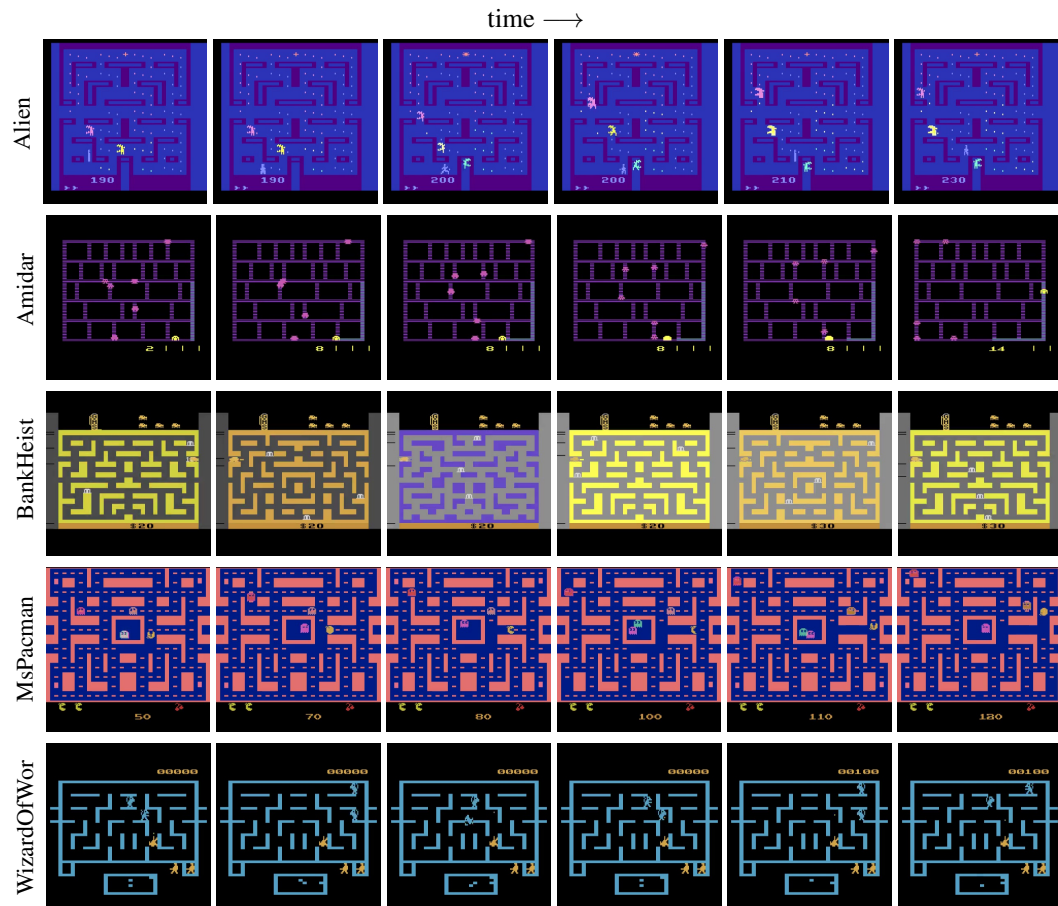 time →
Alien
190 190 200 200 210 230
Amidar
2 8 8 8 8 14
BankHeist
$20 $20 $20 $20 $30 $30
MsPacman
50 70 80 100 110 180
WizardOfWor
00000 00000 00000 00000 00100 00100